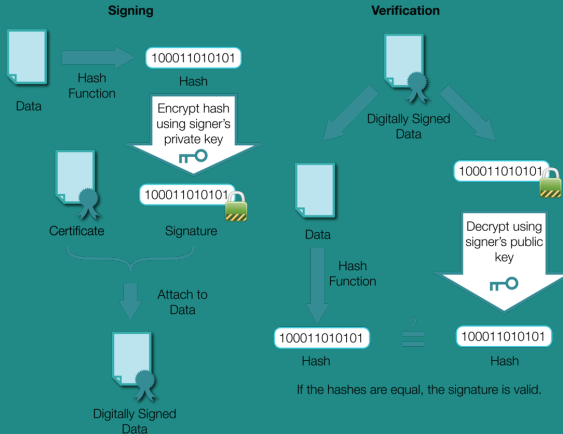 Signing
100011010101
Hash
Function
Hash
Data
Encrypt hash
using signer's
private key
100011010101
Certificate
Signature
Attach to
Data
Digitally Signed
Data
Verification
Digitally Signed
Data
100011010101
Data
Decrypt using
signer's public
key
Hash
Function
100011010101
?
=
100011010101
Hash
Hash
If the hashes are equal, the signature is valid.